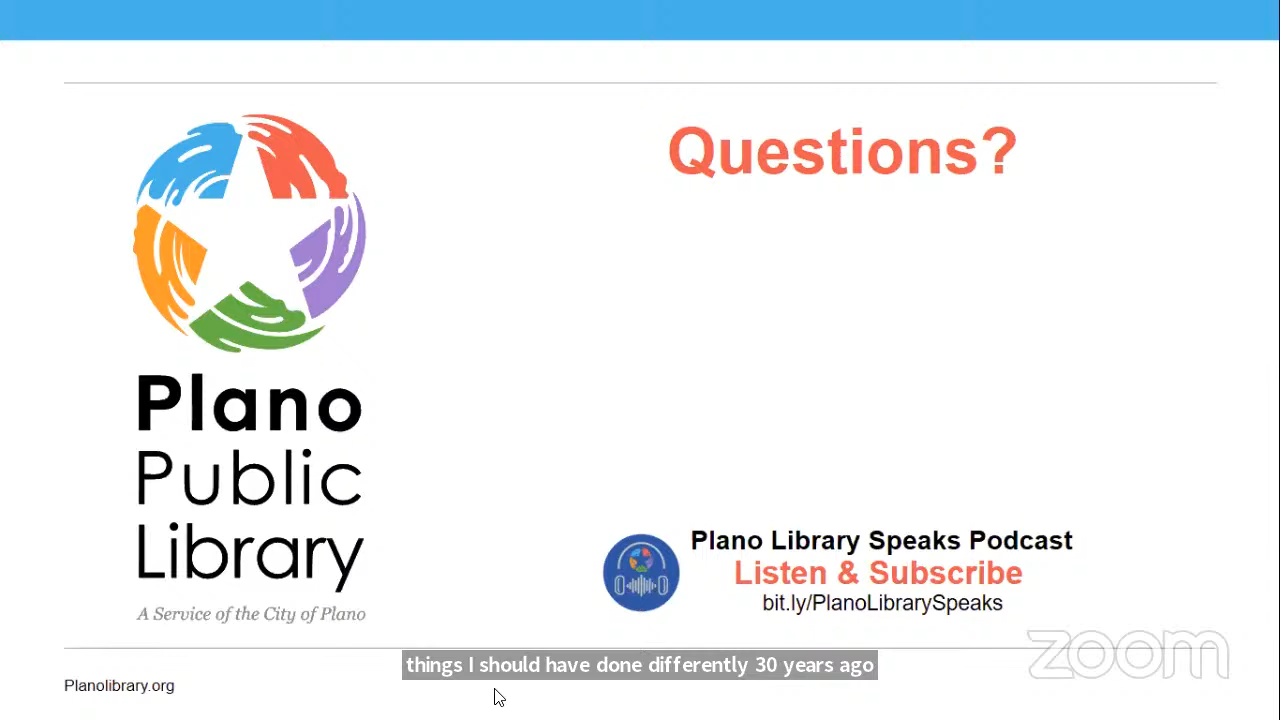 Questions?
Plano
Public
Library
A Service of the City of Plano
Plano Library Speaks Podcast
Listen & Subscribe
bit.ly/PlanoLibrarySpeaks
zoom
things I should have done differently 30 years ago
Planolibrary.org